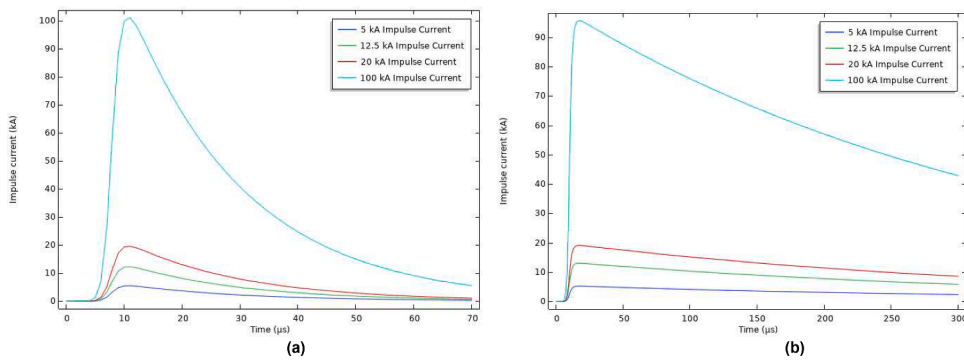 100
90
80
70
60
50
40
30
20
10
0
Impulse current (kA)
0 10 20 30 40 50 60 70
Time (µs)
5 kA Impulse Current
12.5 kA Impulse Current
20 kA Impulse Current
100 kA Impulse Current
(a)
90
80
70
60
50
40
30
20
10
0
Impulse current (kA)
0 50 100 150 200 250 300
Time (µs)
5 kA Impulse Current
12.5 kA Impulse Current
20 kA Impulse Current
100 kA Impulse Current
(b)